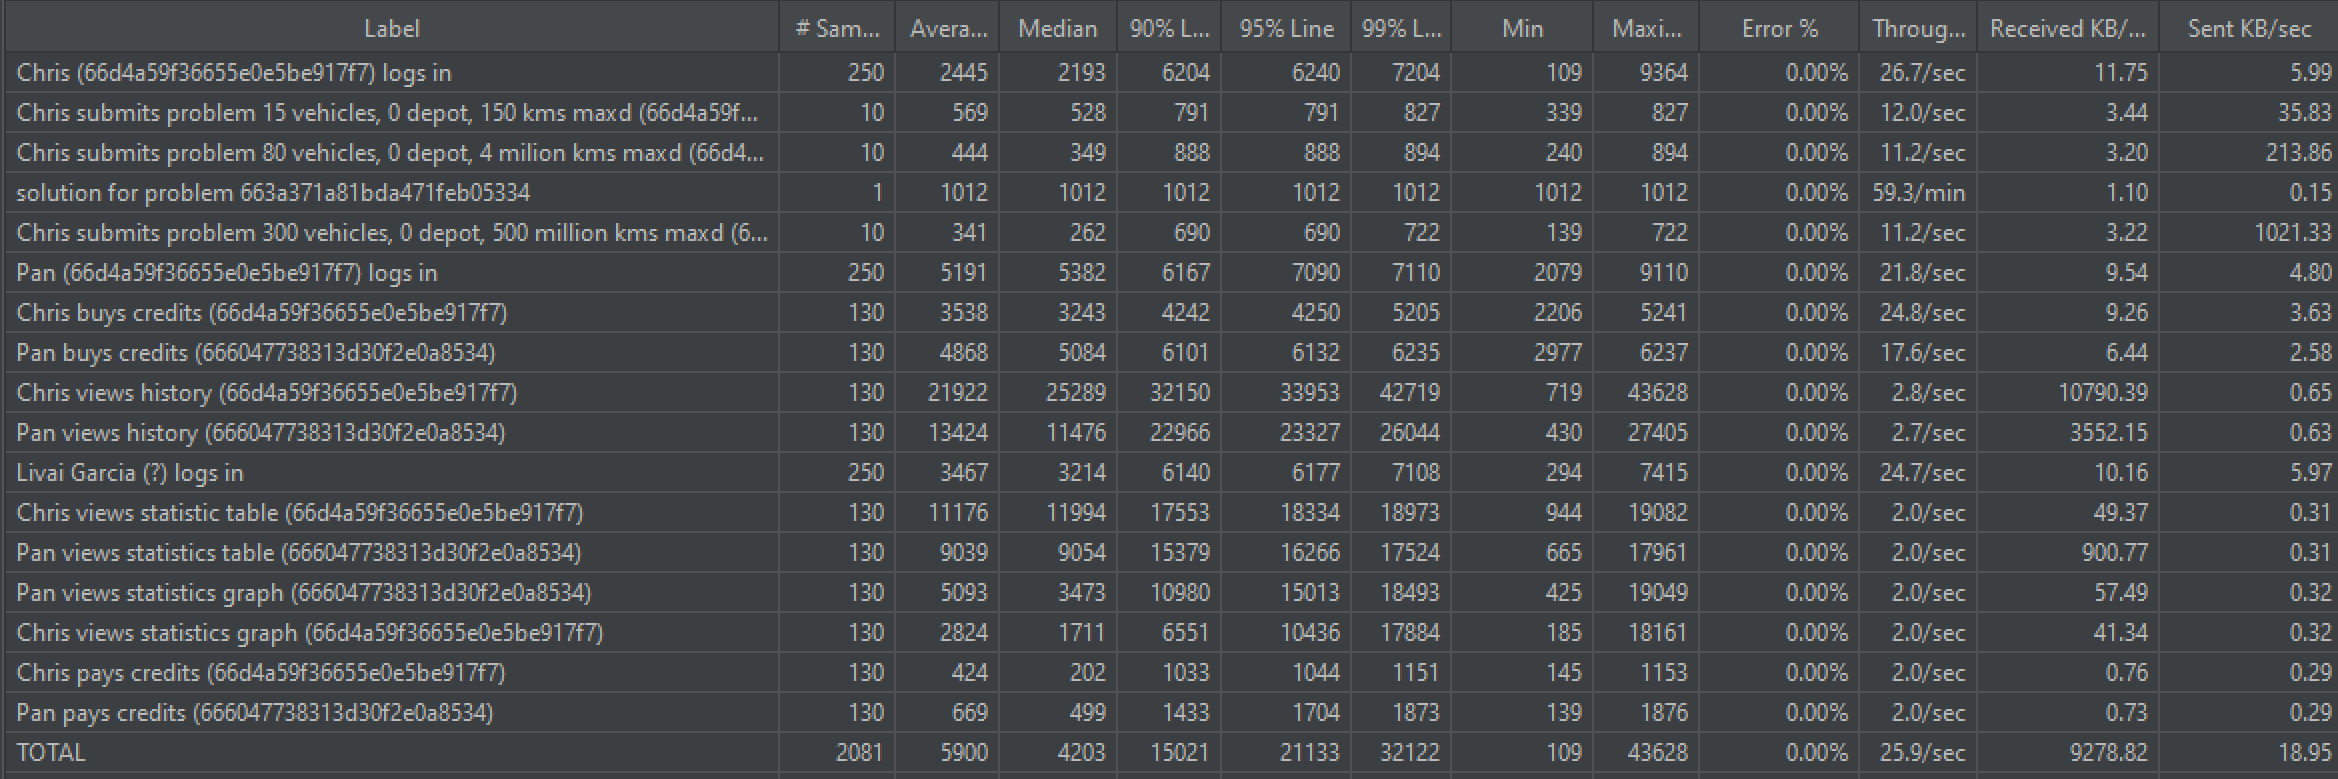 Label # Sam... Avera... Median 90% L... 95% Line 99% L... Min Maxi... Error % Throug... Received KB/... Sent KB/sec
Chris (66d4a59f36655e0e5be917f7) logs in 250 2445 2193 6204 6240 7204 109 9364 0.00% 26.7/sec 11.75 5.99
Chris submits problem 15 vehicles, 0 depot, 150 kms maxd (66d4a59f... 10 569 528 791 791 827 339 827 0.00% 12.0/sec 3.44 35.83
Chris submits problem 80 vehicles, 0 depot, 4 milion kms maxd (66d4... 10 444 349 888 888 894 240 894 0.00% 11.2/sec 3.20 213.86
solution for problem 663a371a81bda471feb05334 1 1012 1012 1012 1012 1012 1012 1012 0.00% 59.3/min 1.10 0.15
Chris submits problem 300 vehicles, 0 depot, 500 million kms maxd (6... 10 341 262 690 690 722 139 722 0.00% 11.2/sec 3.22 1021.33
Pan (66d4a59f36655e0e5be917f7) logs in 250 5191 5382 6167 7090 7110 2079 9110 0.00% 21.8/sec 9.54 4.80
Chris buys credits (66d4a59f36655e0e5be917f7) 130 3538 3243 4242 4250 5205 2206 5241 0.00% 24.8/sec 9.26 3.63
Pan buys credits (666047738313d30f2e0a8534) 130 4868 5084 6101 6132 6235 2977 6237 0.00% 17.6/sec 6.44 2.58
Chris views history (66d4a59f36655e0e5be917f7) 130 21922 25289 32150 33953 42719 719 43628 0.00% 2.8/sec 10790.39 0.65
Pan views history (666047738313d30f2e0a8534) 130 13424 11476 22966 23327 26044 430 27405 0.00% 2.7/sec 3552.15 0.63
Livai Garcia (?) logs in 250 3467 3214 6140 6177 7108 294 7415 0.00% 24.7/sec 10.16 5.97
Chris views statistic table (66d4a59f36655e0e5be917f7) 130 11176 11994 17553 18334 18973 944 19082 0.00% 2.0/sec 49.37 0.31
Pan views statistics table (666047738313d30f2e0a8534) 130 9039 9054 15379 16266 17524 665 17961 0.00% 2.0/sec 900.77 0.31
Pan views statistics graph (666047738313d30f2e0a8534) 130 5093 3473 10980 15013 18493 425 19049 0.00% 2.0/sec 57.49 0.32
Chris views statistics graph (66d4a59f36655e0e5be917f7) 130 2824 1711 6551 10436 17884 185 18161 0.00% 2.0/sec 41.34 0.32
Chris pays credits (66d4a59f36655e0e5be917f7) 130 424 202 1033 1044 1151 145 1153 0.00% 2.0/sec 0.76 0.29
Pan pays credits (666047738313d30f2e0a8534) 130 669 499 1433 1704 1873 139 1876 0.00% 2.0/sec 0.73 0.29
TOTAL 2081 5900 4203 15021 21133 32122 109 43628 0.00% 25.9/sec 9278.82 18.95